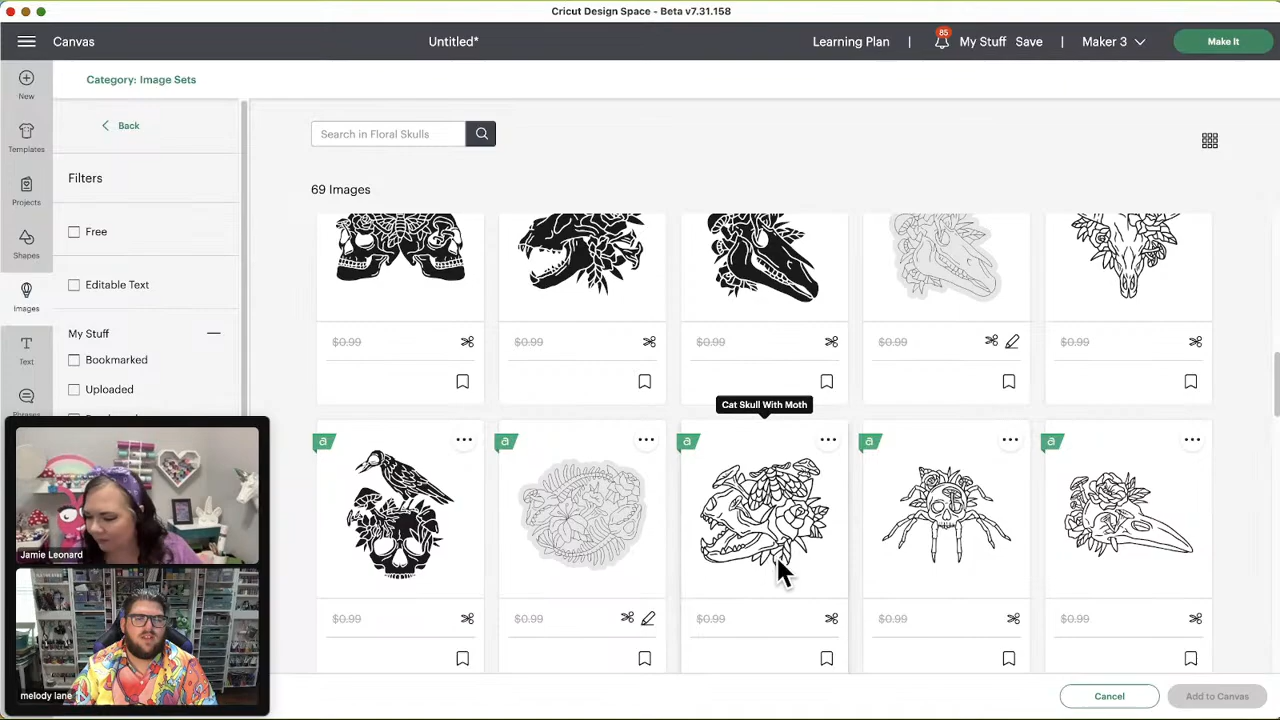 Cricut Design Space - Beta v7.31.158
Canvas
Untitled*
Learning Plan
|
85
My Stuff
Save
|
Maker 3
Make It
New
Templates
Projects
Shapes
Images
Text
Category: Image Sets
Back
Filters
Free
Editable Text
My Stuff
Bookmarked
Uploaded
Search in Floral Skulls
69 Images
$0.99
$0.99
$0.99
$0.99
$0.99
Cat Skull With Moth
a
a
a
a
a
$0.99
$0.99
$0.99
$0.99
$0.99
Jamie Leonard
melody lane
Cancel
Add to Canvas